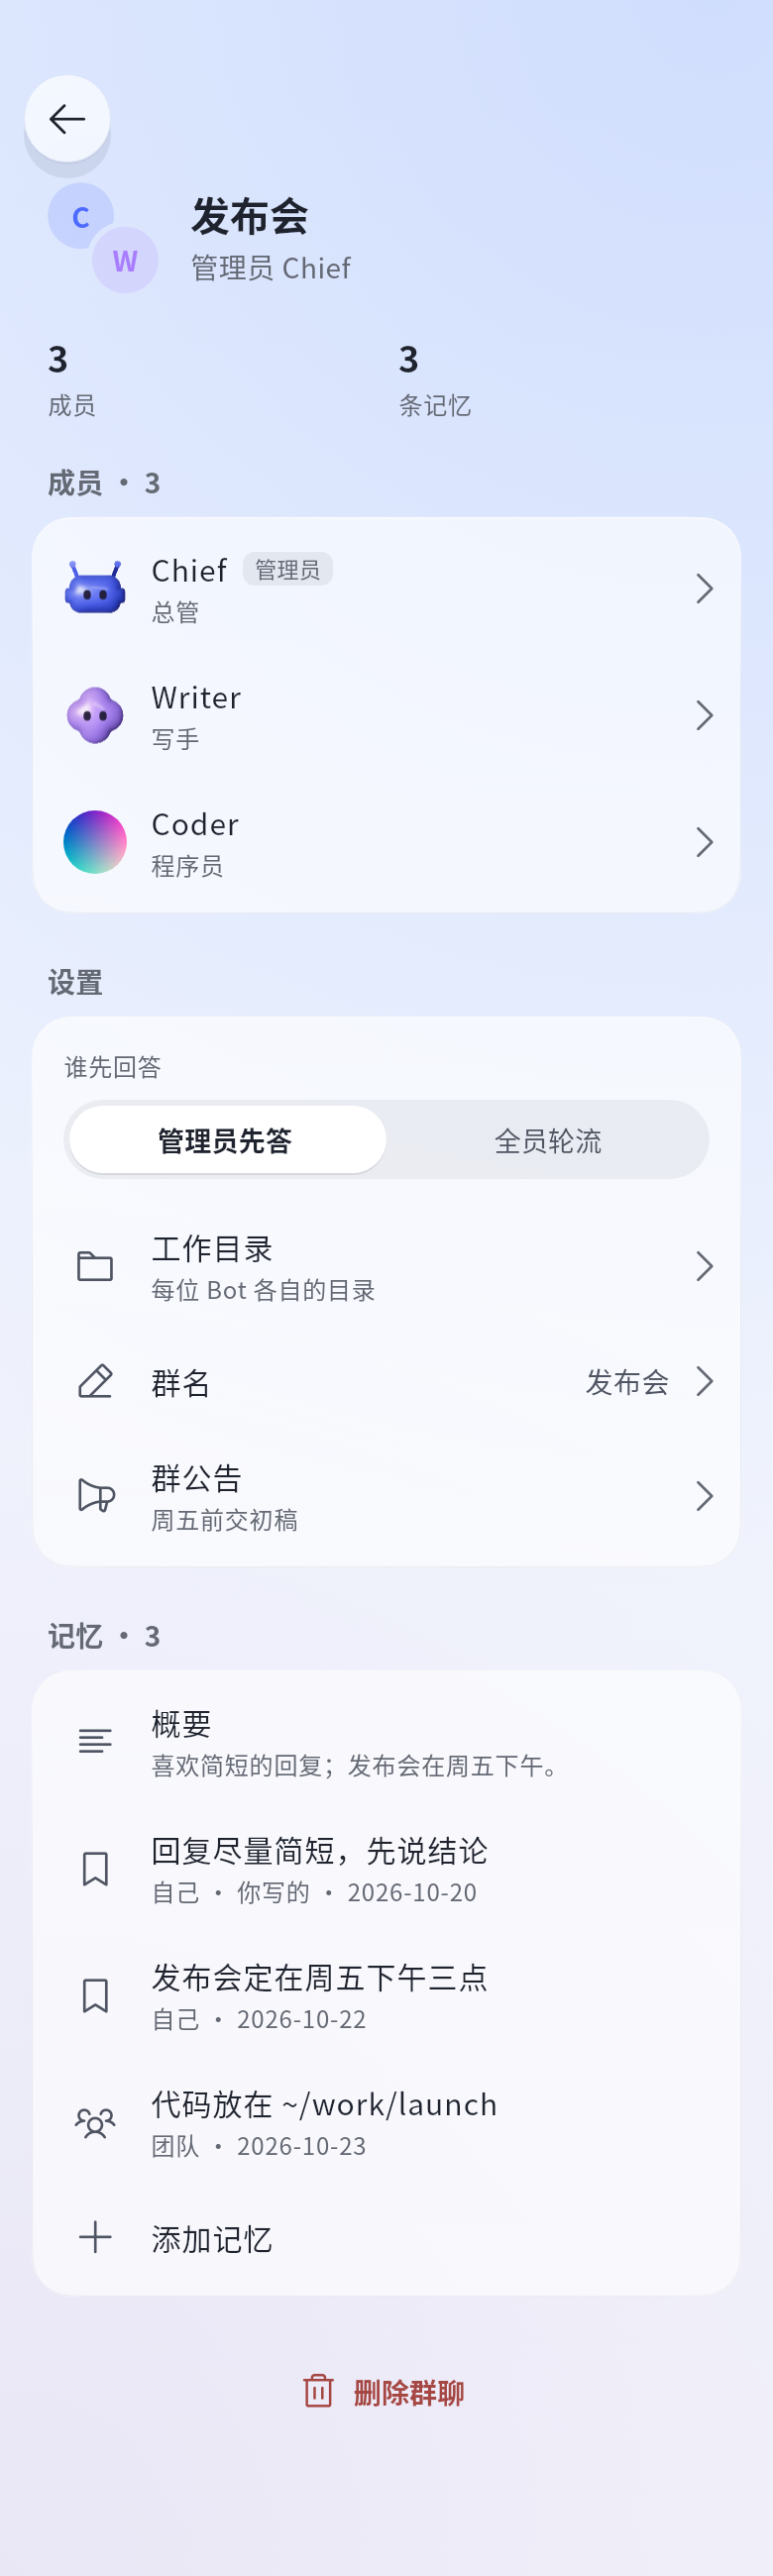 C
W
发布会
管理员 Chief
3
成员
3
条记忆
成员 · 3
Chief 管理员
总管
Writer
写手
Coder
程序员
设置
谁先回答
管理员先答 全员轮流
工作目录
每位 Bot 各自的目录
群名 发布会
群公告
周五前交初稿
记忆 · 3
概要
喜欢简短的回复；发布会在周五下午。
回复尽量简短，先说结论
自己 · 你写的 · 2026-10-20
发布会定在周五下午三点
自己 · 2026-10-22
代码放在 ~/work/launch
团队 · 2026-10-23
添加记忆
删除群聊